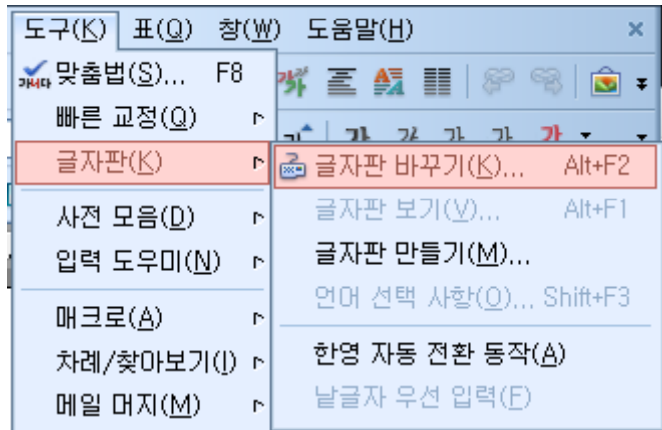 도구(K) 표(Q) 창(W) 도움말(H)
맞춤법(S)... F8
빠른 교정(Q)
글자판(K)
사전 모음(D)
입력 도우미(N)
매크로(A)
차례/찾아보기(I)
메일 머지(M)
글자판 바꾸기(K)... Alt+F2
글자판 보기(V)... Alt+F1
글자판 만들기(M)...
언어 선택 사항(O)... Shift+F3
한영 자동 전환 동작(A)
낱글자 우선 입력(F)